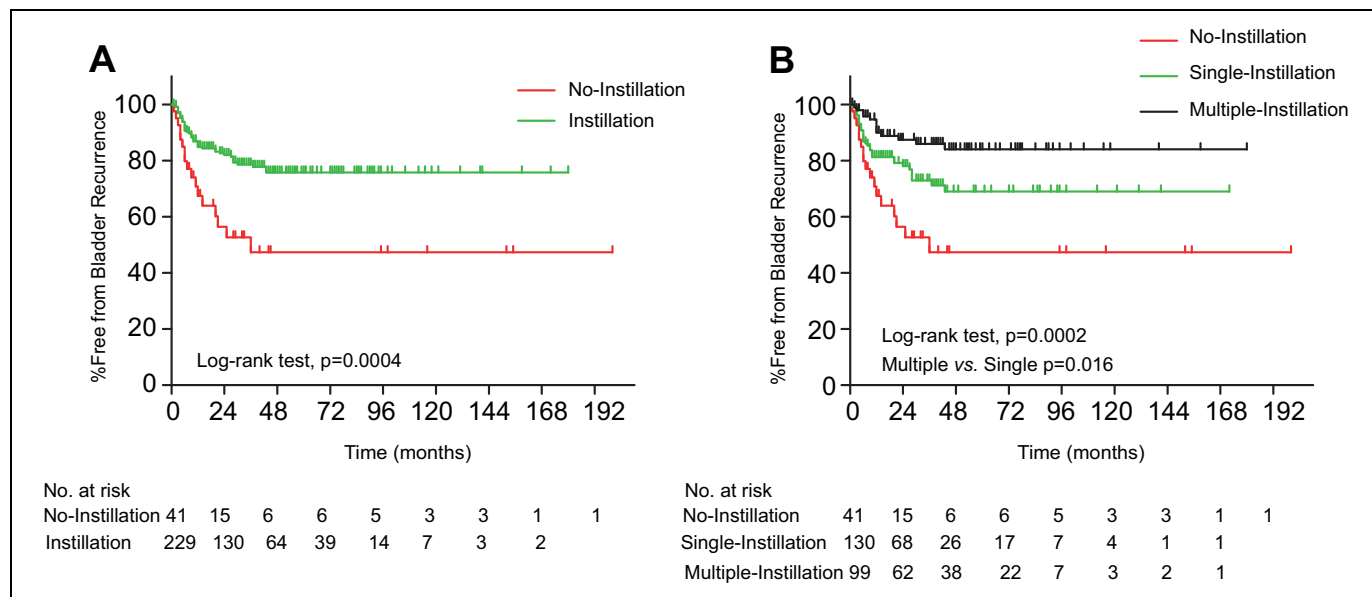 A
No-Instillation
Instillation
%Free from Bladder Recurrence
100
80
60
40
20
0
Log-rank test, p=0.0004
0 24 48 72 96 120 144 168 192
Time (months)
No. at risk
No-Instillation 41 15 6 6 5 3 3 1 1
Instillation 229 130 64 39 14 7 3 2
B
No-Instillation
Single-Instillation
Multiple-Instillation
%Free from Bladder Recurrence
100
80
60
40
20
0
Log-rank test, p=0.0002
Multiple vs. Single p=0.016
0 24 48 72 96 120 144 168 192
Time (months)
No. at risk
No-Instillation 41 15 6 6 5 3 3 1 1
Single-Instillation 130 68 26 17 7 4 1 1
Multiple-Instillation 99 62 38 22 7 3 2 1